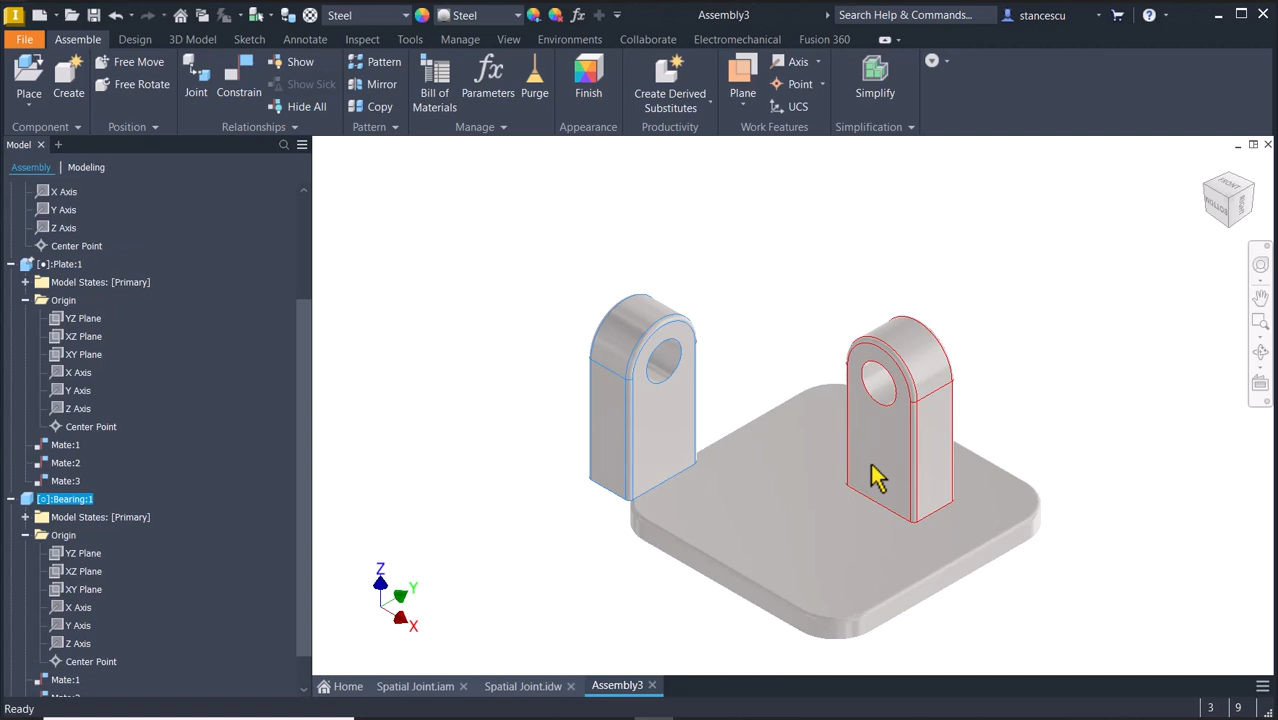 Steel
Steel
Assembly3
Search Help & Commands...
stancescu
File
Assemble
Design
3D Model
Sketch
Annotate
Inspect
Tools
Manage
View
Environments
Collaborate
Electromechanical
Fusion 360
Place
Create
Free Move
Free Rotate
Joint
Constrain
Show
Show Sick
Hide All
Pattern
Mirror
Copy
Bill of
Materials
Parameters
Purge
Finish
Create Derived
Substitutes
Plane
Axis
Point
UCS
Simplify
Component
Position
Relationships
Pattern
Manage
Appearance
Productivity
Work Features
Simplification
Model
Assembly
Modeling
X Axis
Y Axis
Z Axis
Center Point
[●]:Plate:1
Model States: [Primary]
Origin
YZ Plane
XZ Plane
XY Plane
X Axis
Y Axis
Z Axis
Center Point
Mate:1
Mate:2
Mate:3
[○]:Bearing:1
Model States: [Primary]
Origin
YZ Plane
XZ Plane
XY Plane
X Axis
Y Axis
Z Axis
Center Point
Mate:1
FRONT
BOTTOM
RIGHT
Z
Y
X
Home
Spatial Joint.iam
Spatial Joint.idw
Assembly3
Ready
3
9